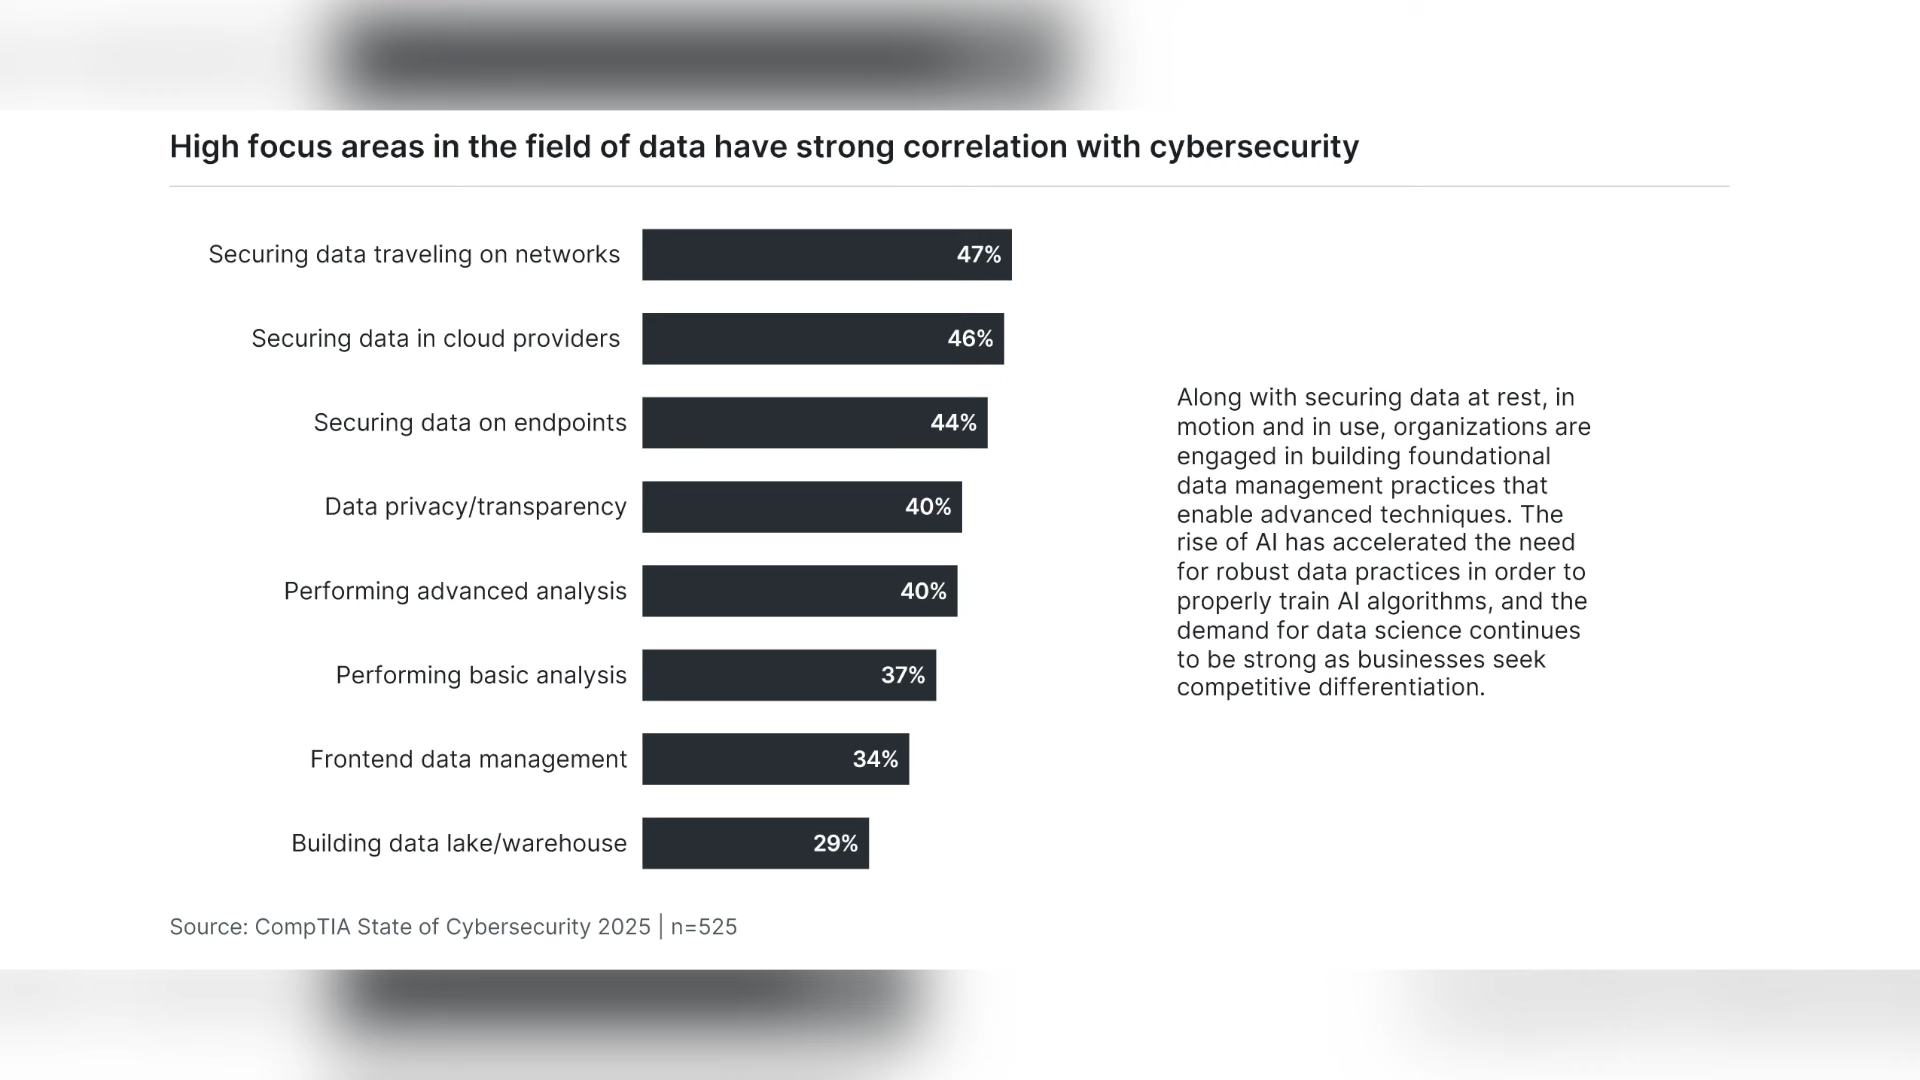 High focus areas in the field of data have strong correlation with cybersecurity
Securing data traveling on networks 47%
Securing data in cloud providers 46%
Securing data on endpoints 44%
Data privacy/transparency 40%
Performing advanced analysis 40%
Performing basic analysis 37%
Frontend data management 34%
Building data lake/warehouse 29%
Along with securing data at rest, in
motion and in use, organizations are
engaged in building foundational
data management practices that
enable advanced techniques. The
rise of AI has accelerated the need
for robust data practices in order to
properly train AI algorithms, and the
demand for data science continues
to be strong as businesses seek
competitive differentiation.
Source: CompTIA State of Cybersecurity 2025 | n=525